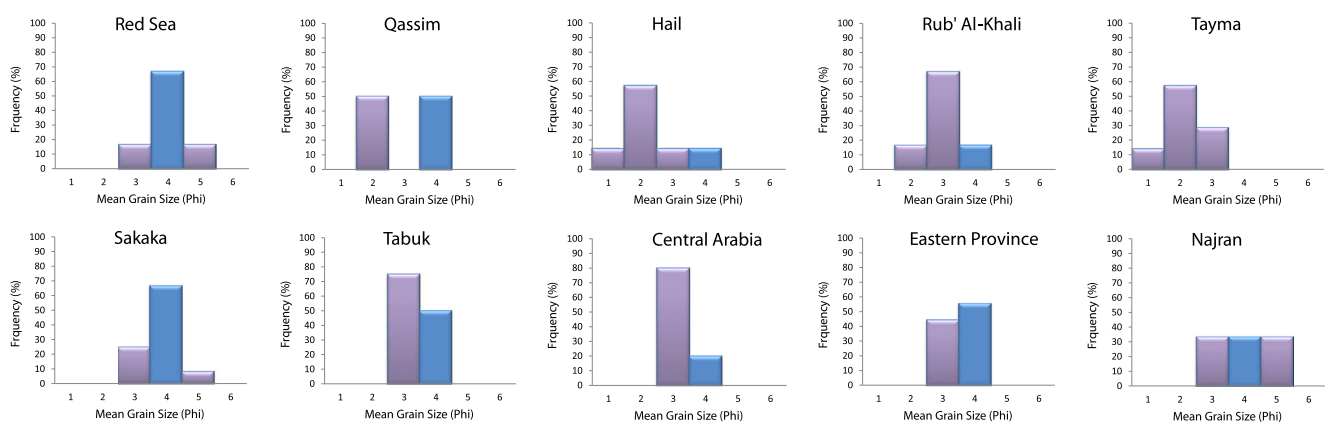 Red Sea
Frquency (%)
100
90
80
70
60
50
40
30
20
10
0
1 2 3 4 5 6
Mean Grain Size (Phi)
Qassim
Frquency (%)
100
90
80
70
60
50
40
30
20
10
0
1 2 3 4 5 6
Mean Grain Size (Phi)
Hail
Frquency (%)
100
90
80
70
60
50
40
30
20
10
0
1 2 3 4 5 6
Mean Grain Size (Phi)
Rub' Al-Khali
Frquency (%)
100
90
80
70
60
50
40
30
20
10
0
1 2 3 4 5 6
Mean Grain Size (Phi)
Tayma
Frquency (%)
100
90
80
70
60
50
40
30
20
10
0
1 2 3 4 5 6
Mean Grain Size (Phi)
Sakaka
Frquency (%)
100
90
80
70
60
50
40
30
20
10
0
1 2 3 4 5 6
Mean Grain Size (Phi)
Tabuk
Frquency (%)
100
90
80
70
60
50
40
30
20
10
0
1 2 3 4 5 6
Mean Grain Size (Phi)
Central Arabia
Frquency (%)
100
90
80
70
60
50
40
30
20
10
0
1 2 3 4 5 6
Mean Grain Size (Phi)
Eastern Province
Frquency (%)
100
90
80
70
60
50
40
30
20
10
0
1 2 3 4 5 6
Mean Grain Size (Phi)
Najran
Frquency (%)
100
90
80
70
60
50
40
30
20
10
0
1 2 3 4 5 6
Mean Grain Size (Phi)